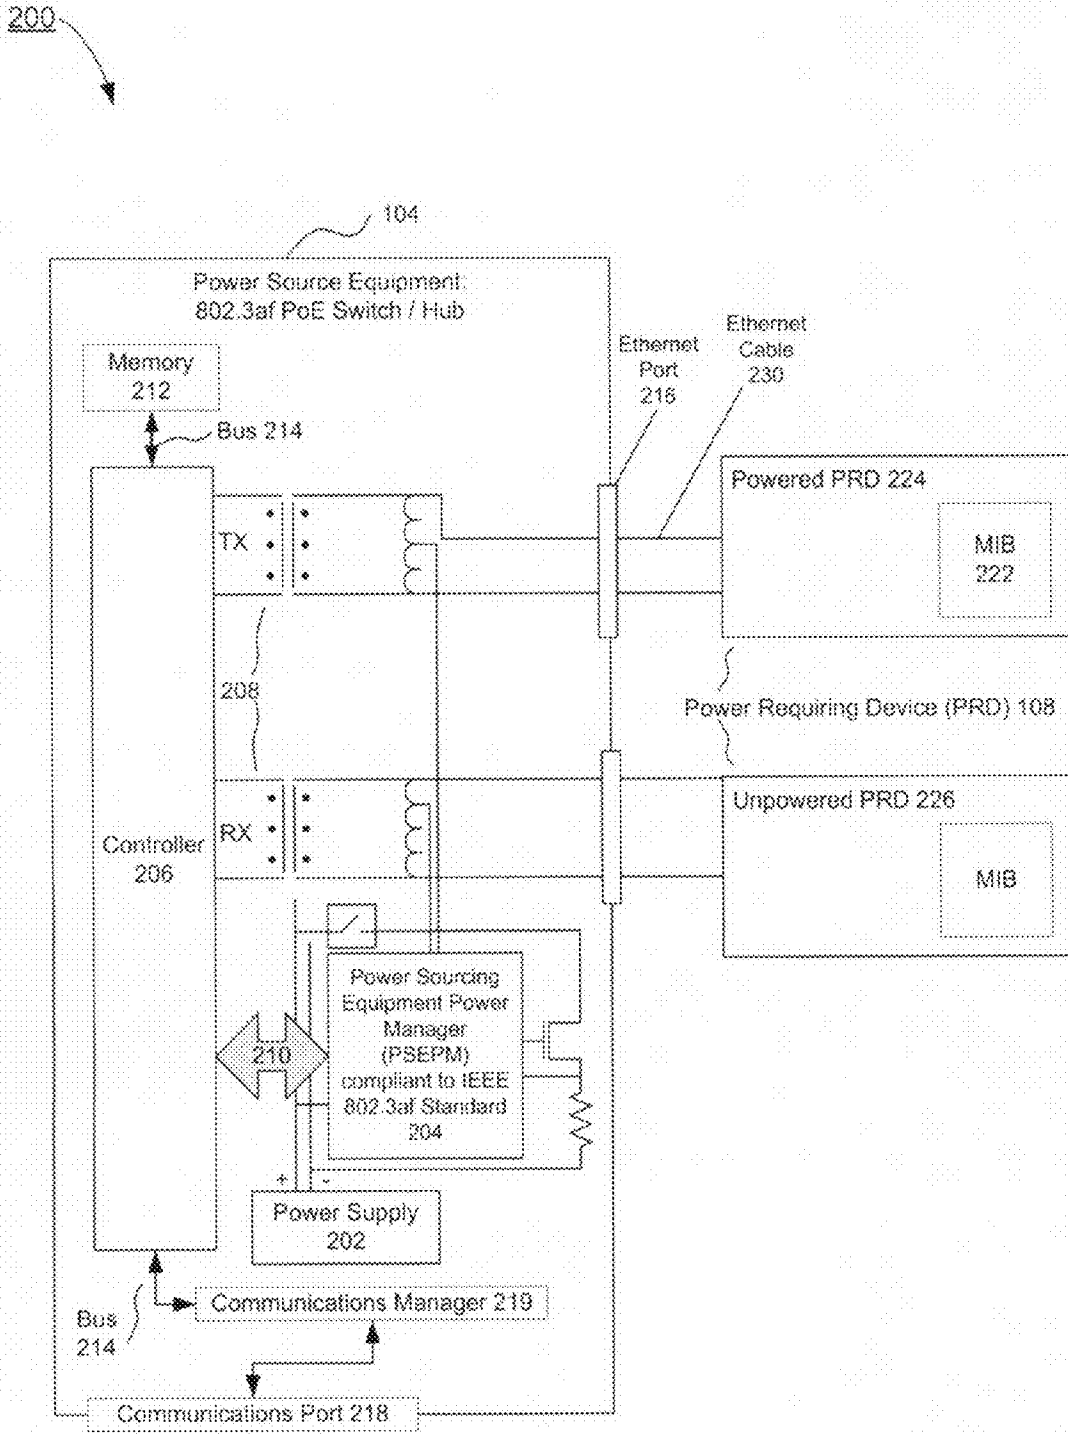 200
104
Power Source Equipment:
802.3af PoE Switch / Hub
Memory
212
Bus 214
Ethernet
Port
216
Ethernet
Cable
230
Powered PRD 224
MIB
222
TX
208
Power Requiring Device (PRD) 108
Unpowered PRD 226
MIB
RX
Controller
206
Power Sourcing
Equipment Power
Manager
(PSEPM)
compliant to IEEE
802.3af Standard
204
210
+ -
Power Supply
202
Communications Manager 219
Bus
214
Communications Port 218